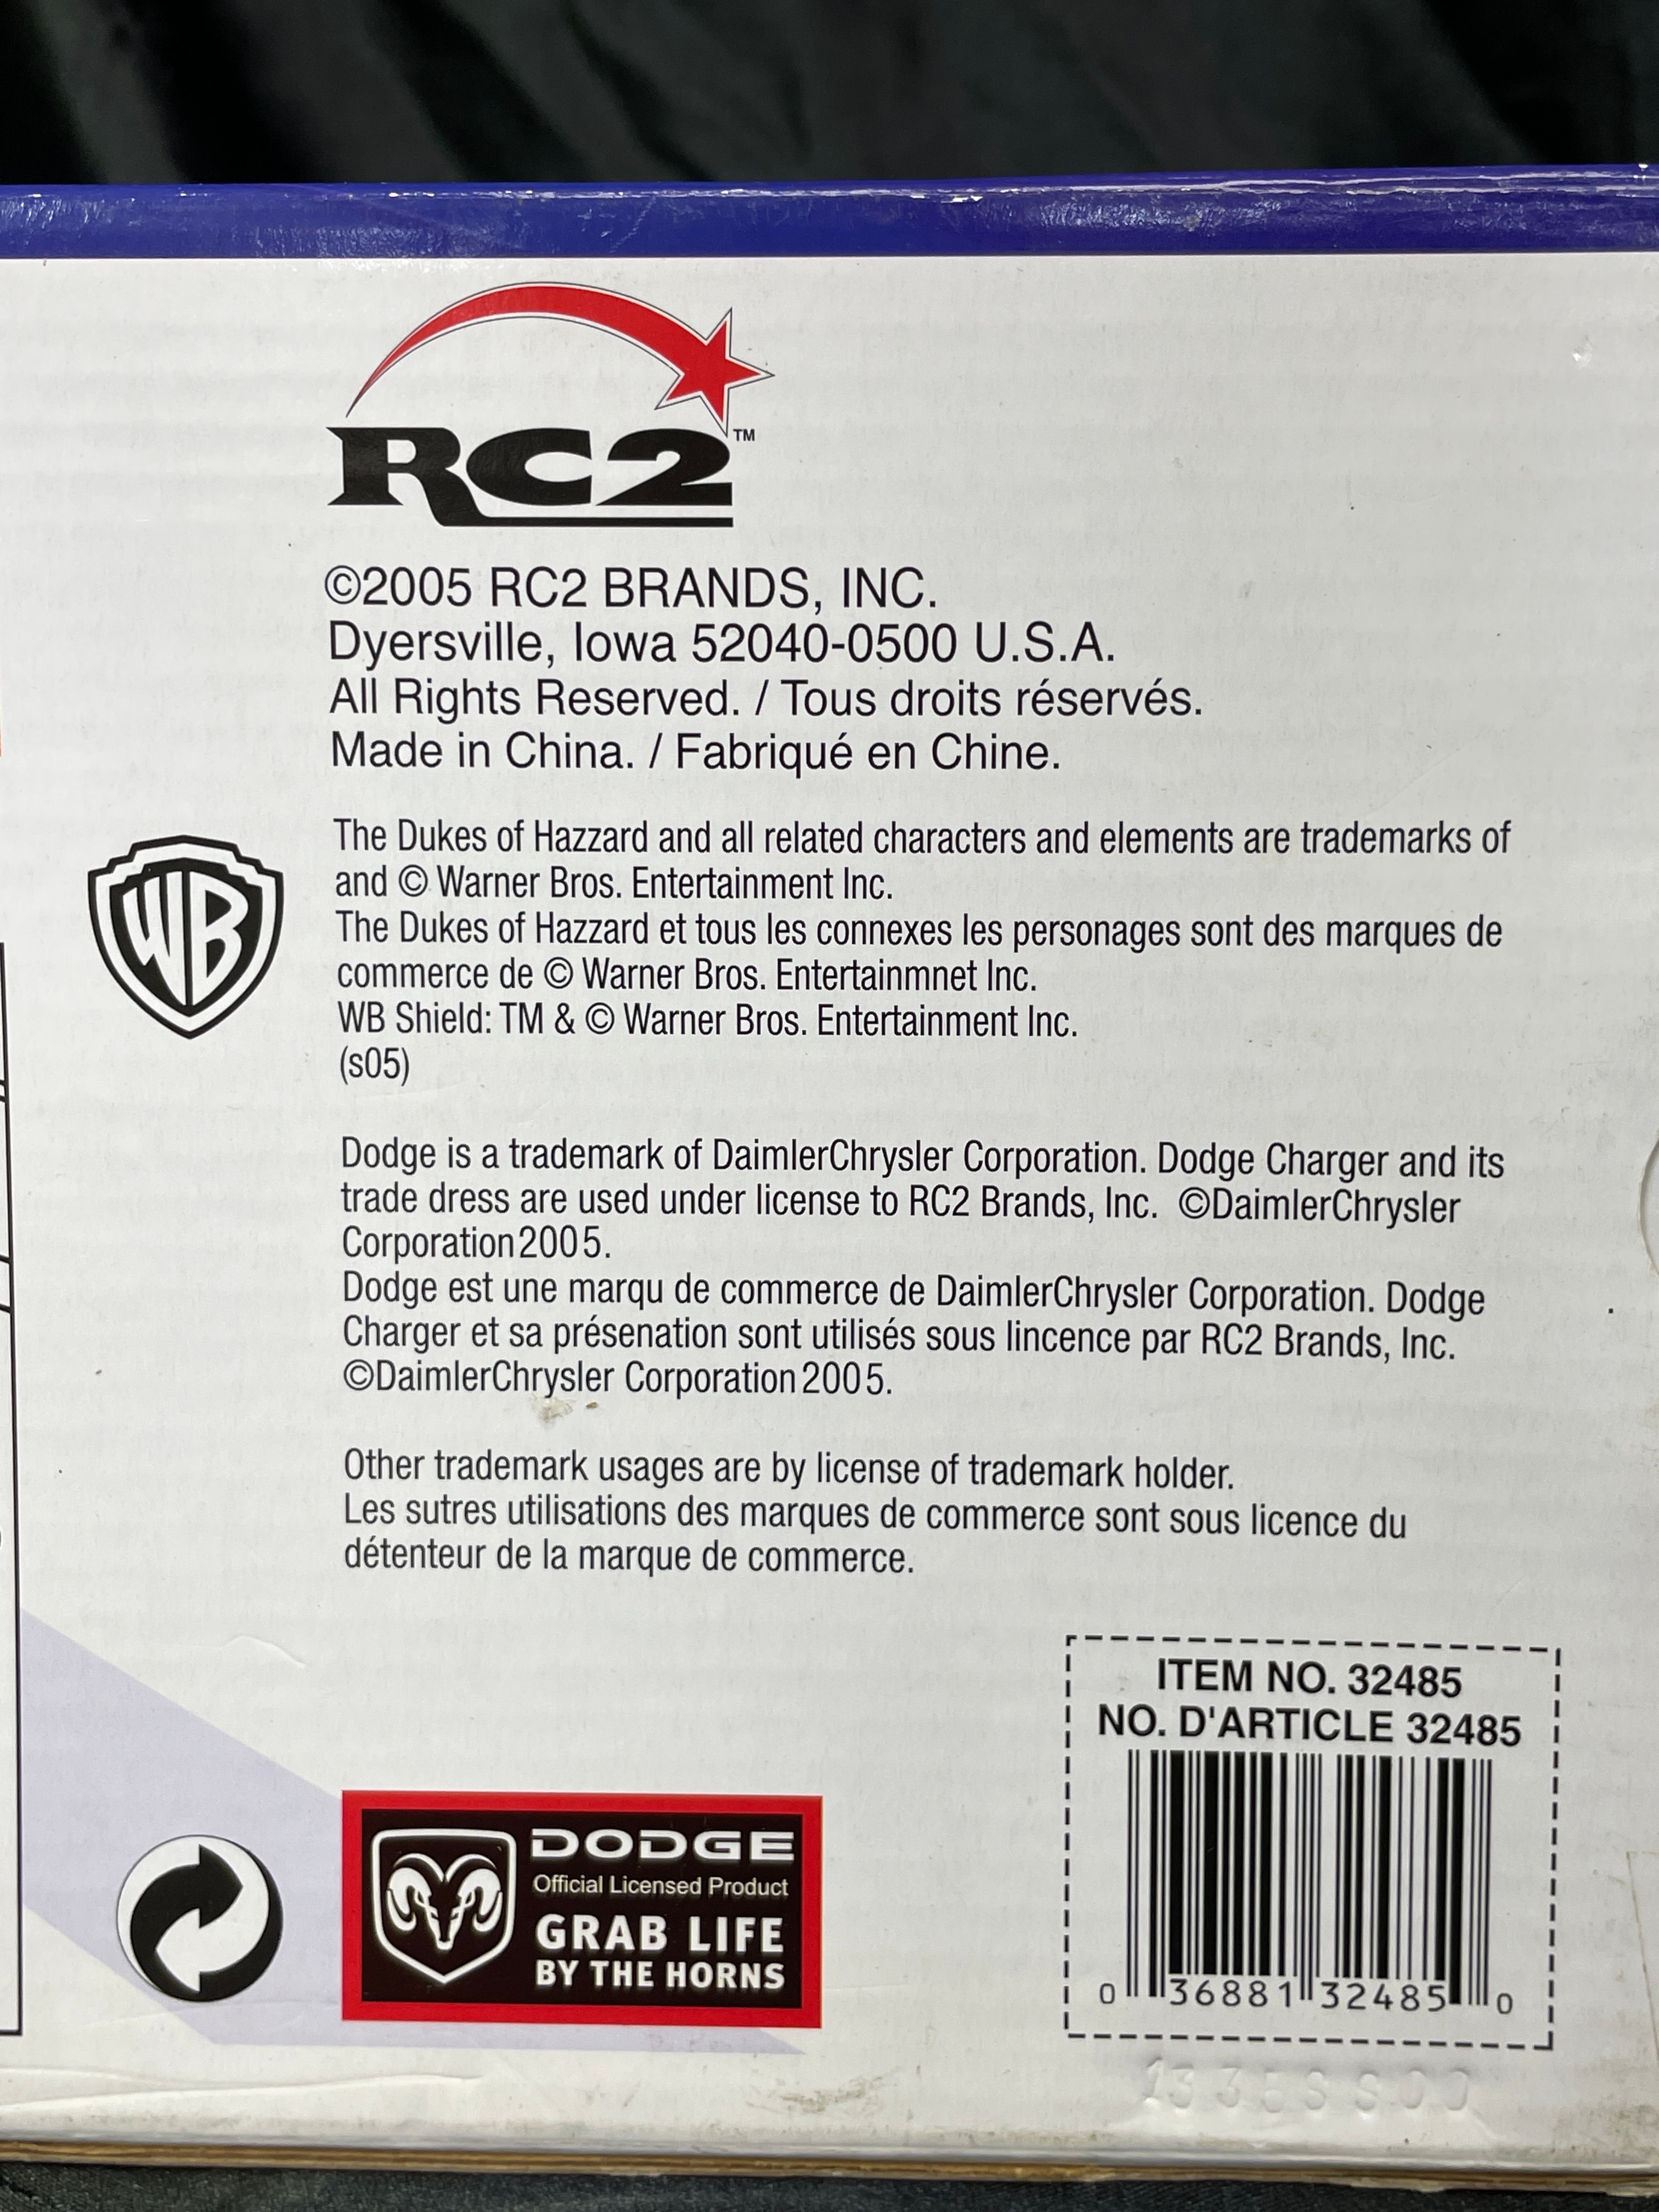 RC2™
©2005 RC2 BRANDS, INC.
Dyersville, Iowa 52040-0500 U.S.A.
All Rights Reserved. / Tous droits réservés.
Made in China. / Fabriqué en Chine.
WB
The Dukes of Hazzard and all related characters and elements are trademarks of
and © Warner Bros. Entertainment Inc.
The Dukes of Hazzard et tous les connexes les personages sont des marques de
commerce de © Warner Bros. Entertainmnet Inc.
WB Shield: TM & © Warner Bros. Entertainment Inc.
(s05)
Dodge is a trademark of DaimlerChrysler Corporation. Dodge Charger and its
trade dress are used under license to RC2 Brands, Inc. ©DaimlerChrysler
Corporation 2005.
Dodge est une marqu de commerce de DaimlerChrysler Corporation. Dodge
Charger et sa présenation sont utilisés sous lincence par RC2 Brands, Inc.
©DaimlerChrysler Corporation 2005.
Other trademark usages are by license of trademark holder.
Les sutres utilisations des marques de commerce sont sous licence du
détenteur de la marque de commerce.
ITEM NO. 32485
NO. D'ARTICLE 32485
0 36881 32485 0
DODGE
Official Licensed Product
GRAB LIFE
BY THE HORNS